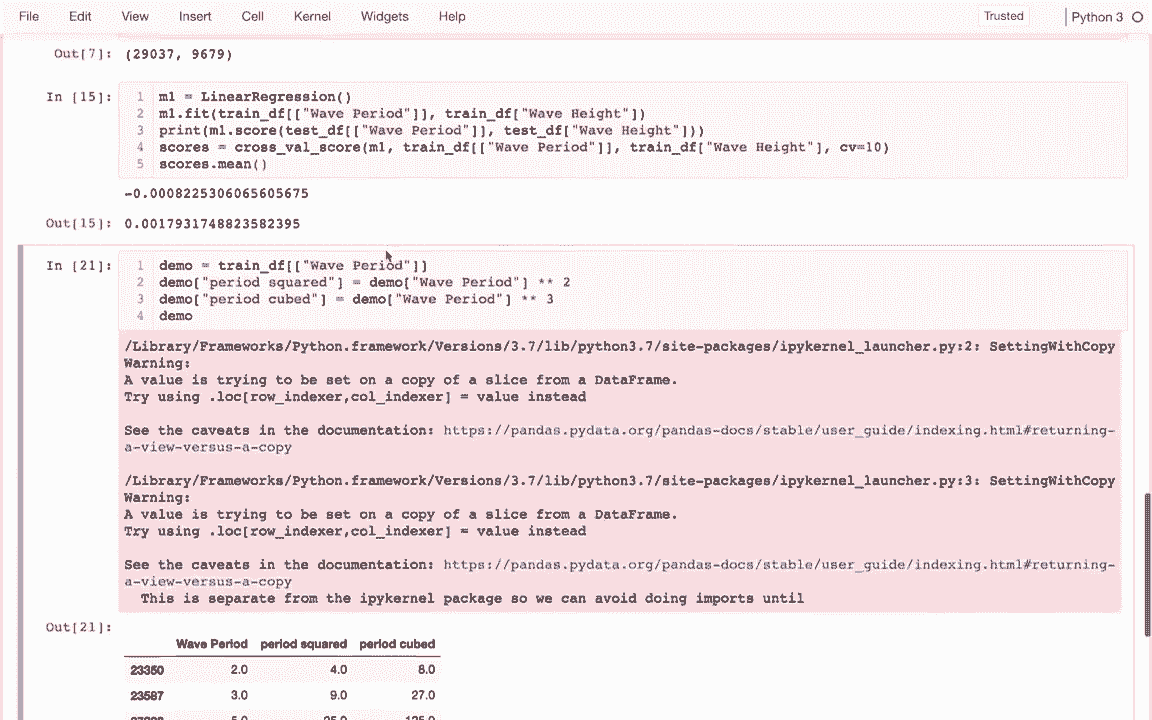 File Edit View Insert Cell Kernel Widgets Help Trusted Python 3
Out[7]: (29037, 9679)
In [15]: 1 m1 = LinearRegression()
2 m1.fit(train_df[["Wave Period"]], train_df["Wave Height"])
3 print(m1.score(test_df[["Wave Period"]], test_df["Wave Height"]))
4 scores = cross_val_score(m1, train_df[["Wave Period"]], train_df["Wave Height"], cv=10)
5 scores.mean()
-0.0008225306065605675
Out[15]: 0.0017931748823582395
In [21]: 1 demo = train_df[["Wave Period"]]
2 demo["period squared"] = demo["Wave Period"] ** 2
3 demo["period cubed"] = demo["Wave Period"] ** 3
4 demo
/Library/Frameworks/Python.framework/Versions/3.7/lib/python3.7/site-packages/ipykernel_launcher.py:2: SettingWithCopy
Warning:
A value is trying to be set on a copy of a slice from a DataFrame.
Try using .loc[row_indexer,col_indexer] = value instead
See the caveats in the documentation: https://pandas.pydata.org/pandas-docs/stable/user_guide/indexing.html#returning-
a-view-versus-a-copy
/Library/Frameworks/Python.framework/Versions/3.7/lib/python3.7/site-packages/ipykernel_launcher.py:3: SettingWithCopy
Warning:
A value is trying to be set on a copy of a slice from a DataFrame.
Try using .loc[row_indexer,col_indexer] = value instead
See the caveats in the documentation: https://pandas.pydata.org/pandas-docs/stable/user_guide/indexing.html#returning-
a-view-versus-a-copy
This is separate from the ipykernel package so we can avoid doing imports until
Out[21]:
Wave Period period squared period cubed
23350 2.0 4.0 8.0
23587 3.0 9.0 27.0